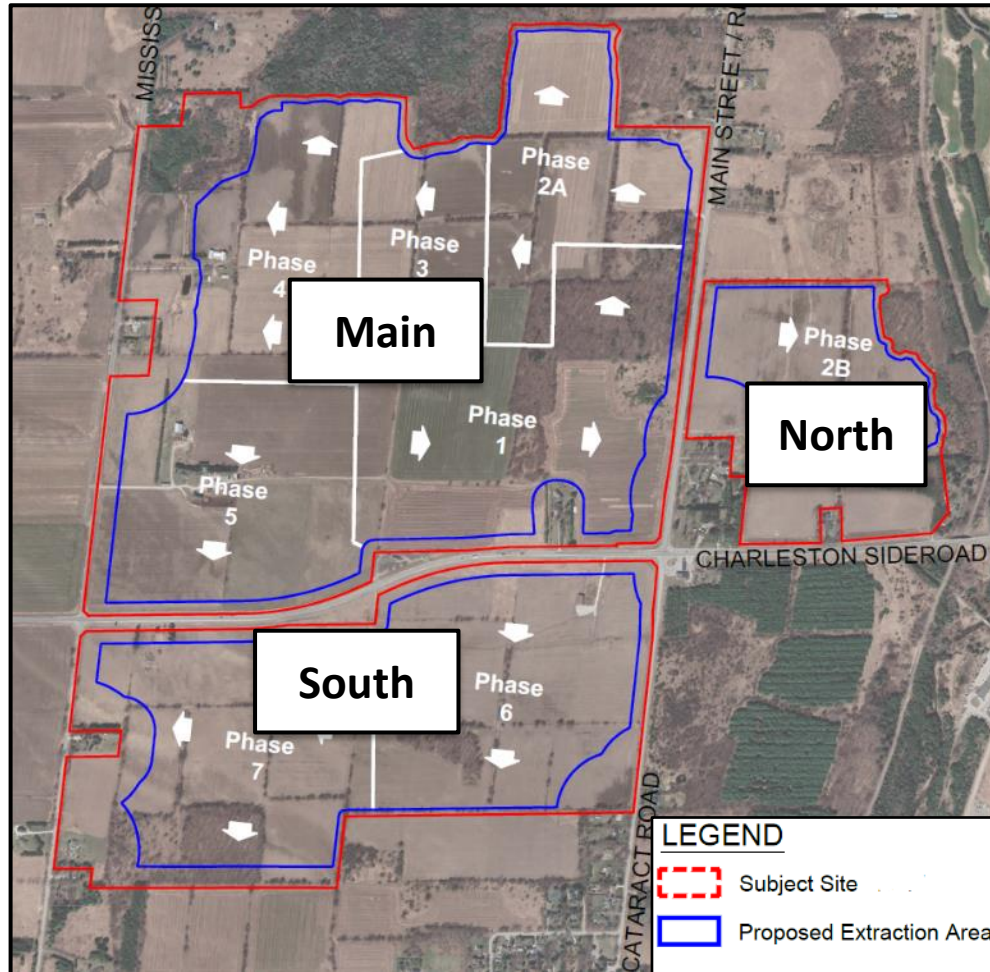 MISSISS
MAIN STREET / RA
Phase
2A
Phase
3
Phase
4
Main
Phase
2B
North
Phase
1
Phase
5
CHARLESTON SIDEROAD
South
Phase
6
Phase
7
CATARACT ROAD
LEGEND
Subject Site
Proposed Extraction Area